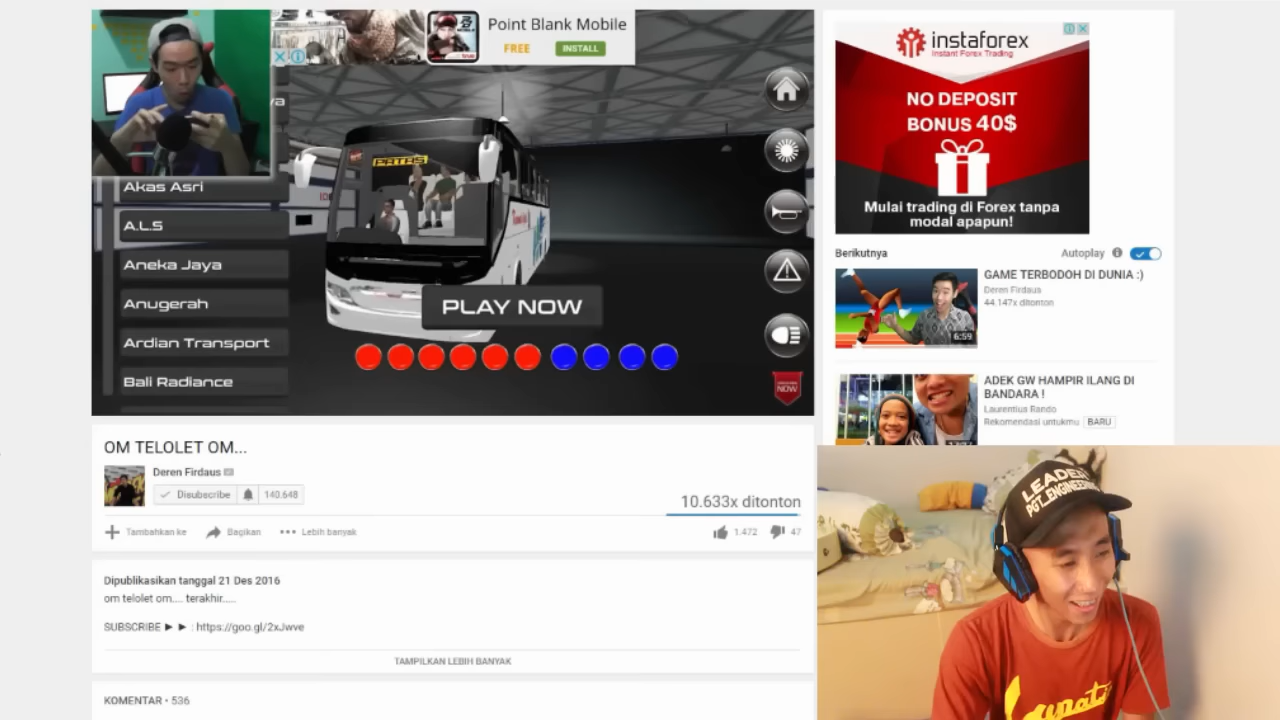 Point Blank Mobile
FREE
INSTALL
PATAS
Akas Asri
A.L.S
Aneka Jaya
Anugerah
Ardian Transport
Bali Radiance
PLAY NOW
NOW
OM TELOLET OM...
Deren Firdaus
Disubscribe
140.648
10.633x ditonton
Tambahkan ke
Bagikan
Lebih banyak
1.472
47
Dipublikasikan tanggal 21 Des 2016
om telolet om.... terakhir.....
SUBSCRIBE ► ► : https://goo.gl/2xJwve
TAMPILKAN LEBIH BANYAK
KOMENTAR • 536
instaforex
Instant Forex Trading
NO DEPOSIT
BONUS 40$
Mulai trading di Forex tanpa
modal apapun!
Berikutnya
Autoplay
GAME TERBODOH DI DUNIA :)
Deren Firdaus
44.147x ditonton
6:59
ADEK GW HAMPIR ILANG DI
BANDARA !
Laurentius Rando
Rekomendasi untukmu
BARU
LEADER
PGT_ENGINEERING